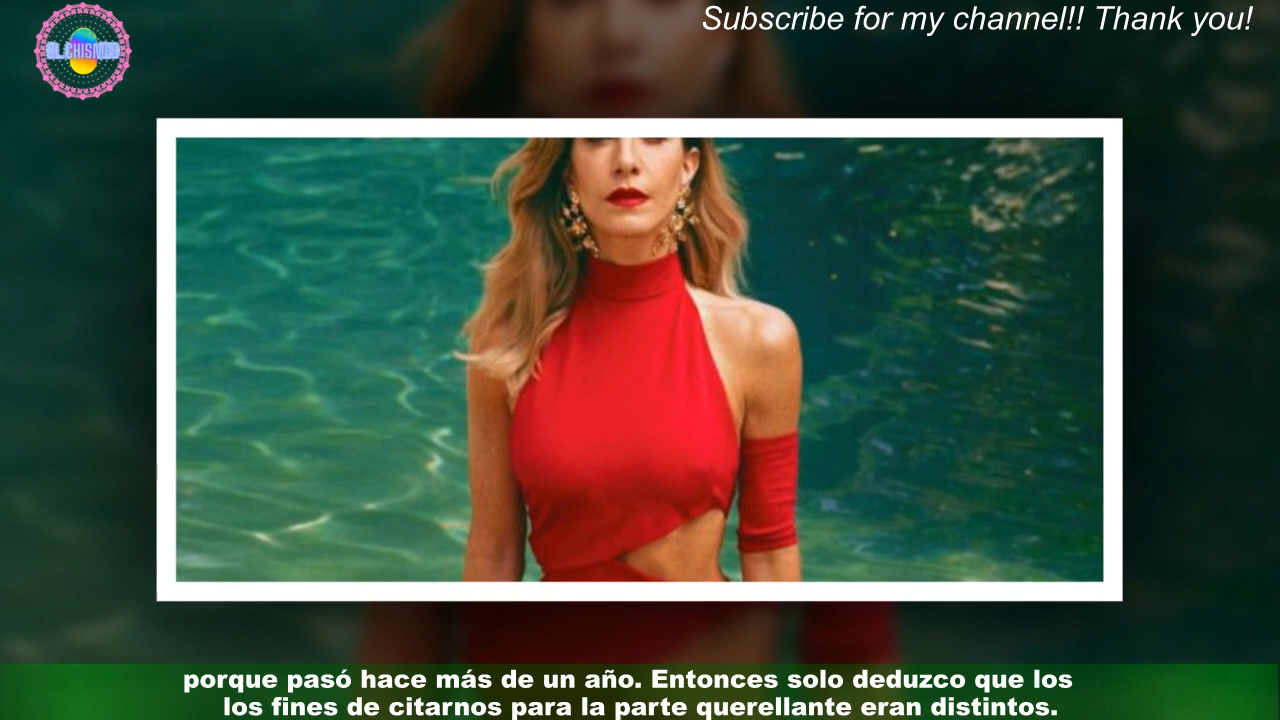 Subscribe for my channel!! Thank you!
porque pasó hace más de un año. Entonces solo deduzco que los
los fines de citarnos para la parte querellante eran distintos.